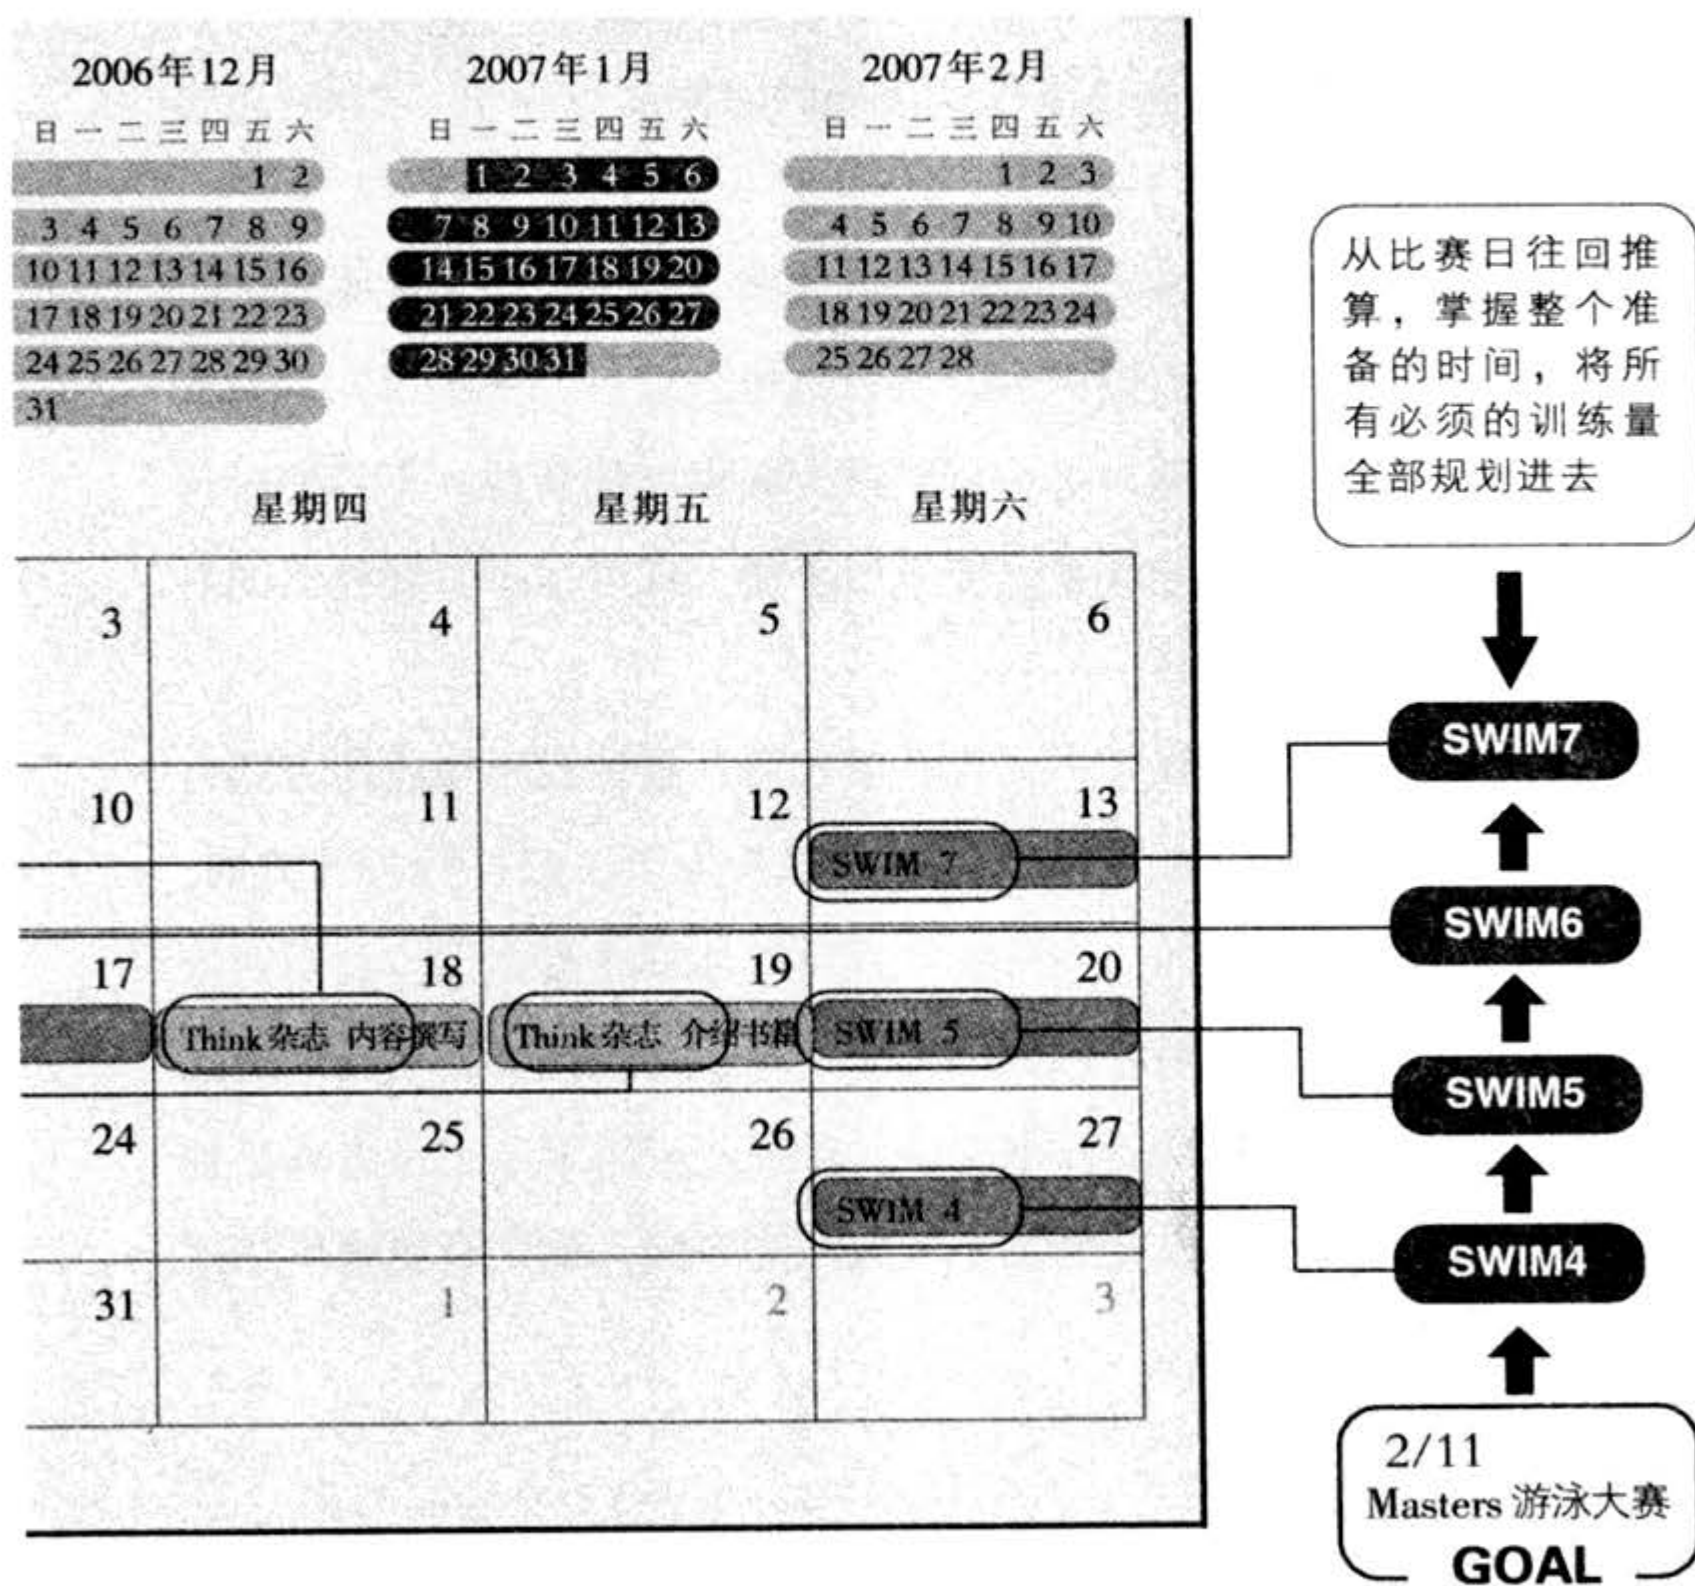 2006年12月
日 一 二 三 四 五 六
1 2
3 4 5 6 7 8 9
10 11 12 13 14 15 16
17 18 19 20 21 22 23
24 25 26 27 28 29 30
31
2007年1月
日 一 二 三 四 五 六
1 2 3 4 5 6
7 8 9 10 11 12 13
14 15 16 17 18 19 20
21 22 23 24 25 26 27
28 29 30 31
2007年2月
日 一 二 三 四 五 六
1 2 3
4 5 6 7 8 9 10
11 12 13 14 15 16 17
18 19 20 21 22 23 24
25 26 27 28
星期四 星期五 星期六
3 4 5 6
10 11 12 13
SWIM 7
17 18 19 20
Think杂志 内容撰写 Think杂志 介绍书籍 SWIM 5
24 25 26 27
SWIM 4
31 1 2 3
从比赛日往回推
算，掌握整个准
备的时间，将所
有必须的训练量
全部规划进去
SWIM7
SWIM6
SWIM5
SWIM4
2/11
Masters 游泳大赛
GOAL